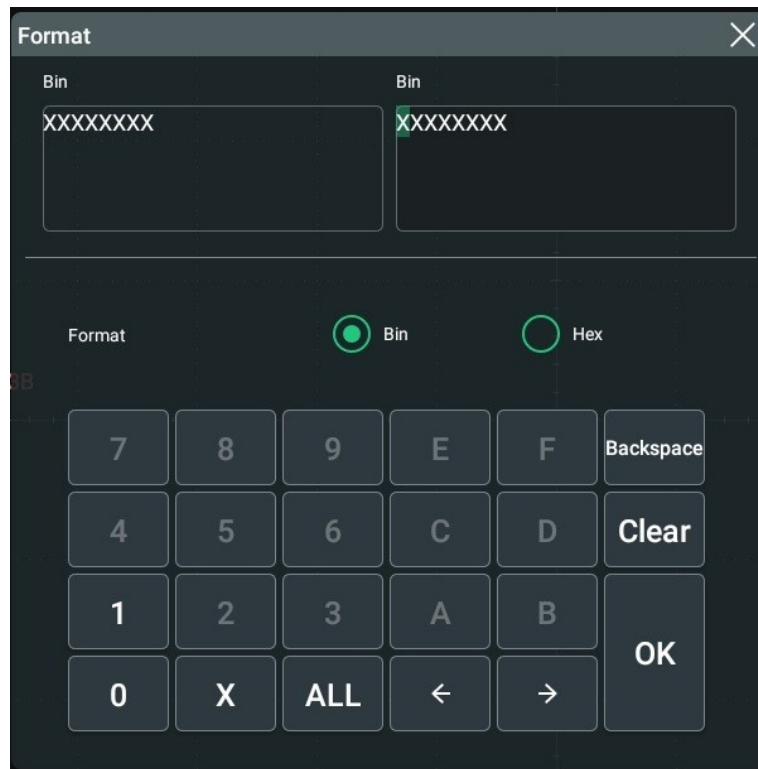 Format
Bin Bin
XXXXXXXX XXXXXXXX
Format Bin Hex
3B
7 8 9 E F Backspace
4 5 6 C D Clear
1 2 3 A B
OK
0 X ALL ← →